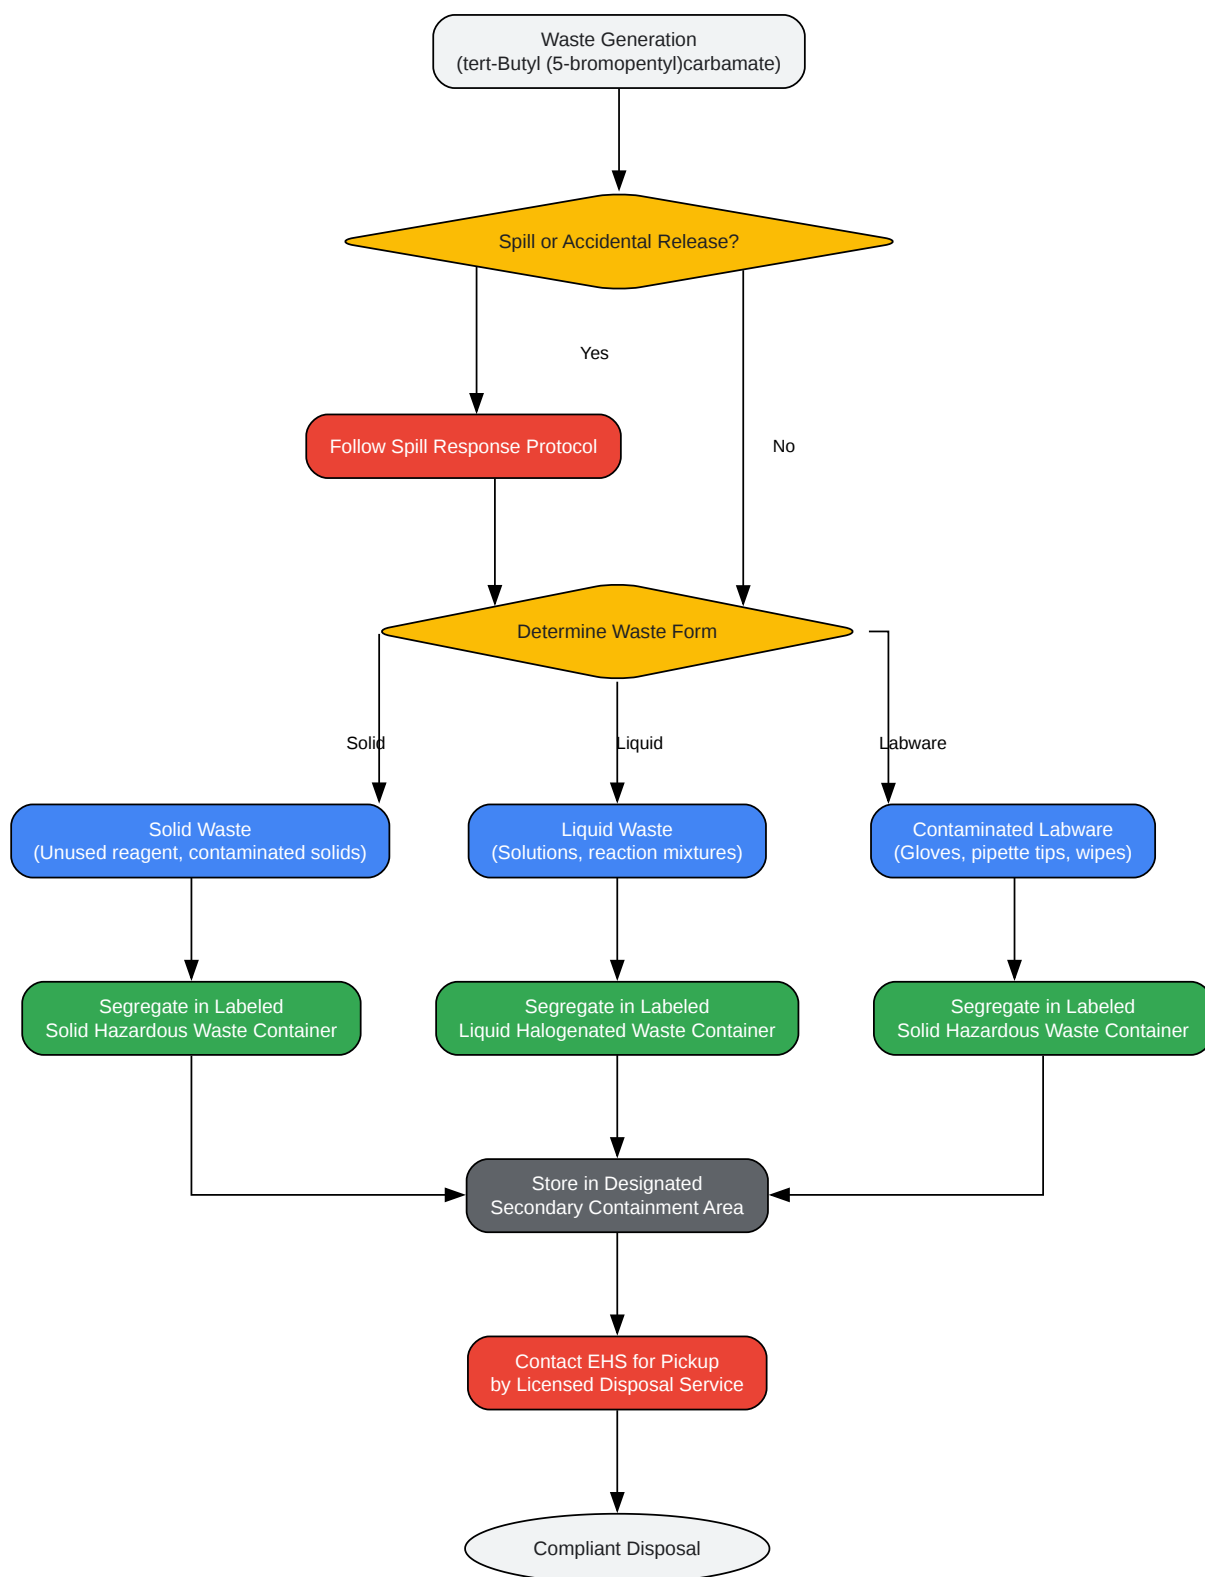 Waste Generation
(tert-Butyl (5-bromopentyl)carbamate)
Spill or Accidental Release?
Yes
Follow Spill Response Protocol
No
Determine Waste Form
Solid
Liquid
Labware
Solid Waste
(Unused reagent, contaminated solids)
Liquid Waste
(Solutions, reaction mixtures)
Contaminated Labware
(Gloves, pipette tips, wipes)
Segregate in Labeled
Solid Hazardous Waste Container
Segregate in Labeled
Liquid Halogenated Waste Container
Segregate in Labeled
Solid Hazardous Waste Container
Store in Designated
Secondary Containment Area
Contact EHS for Pickup
by Licensed Disposal Service
Compliant Disposal